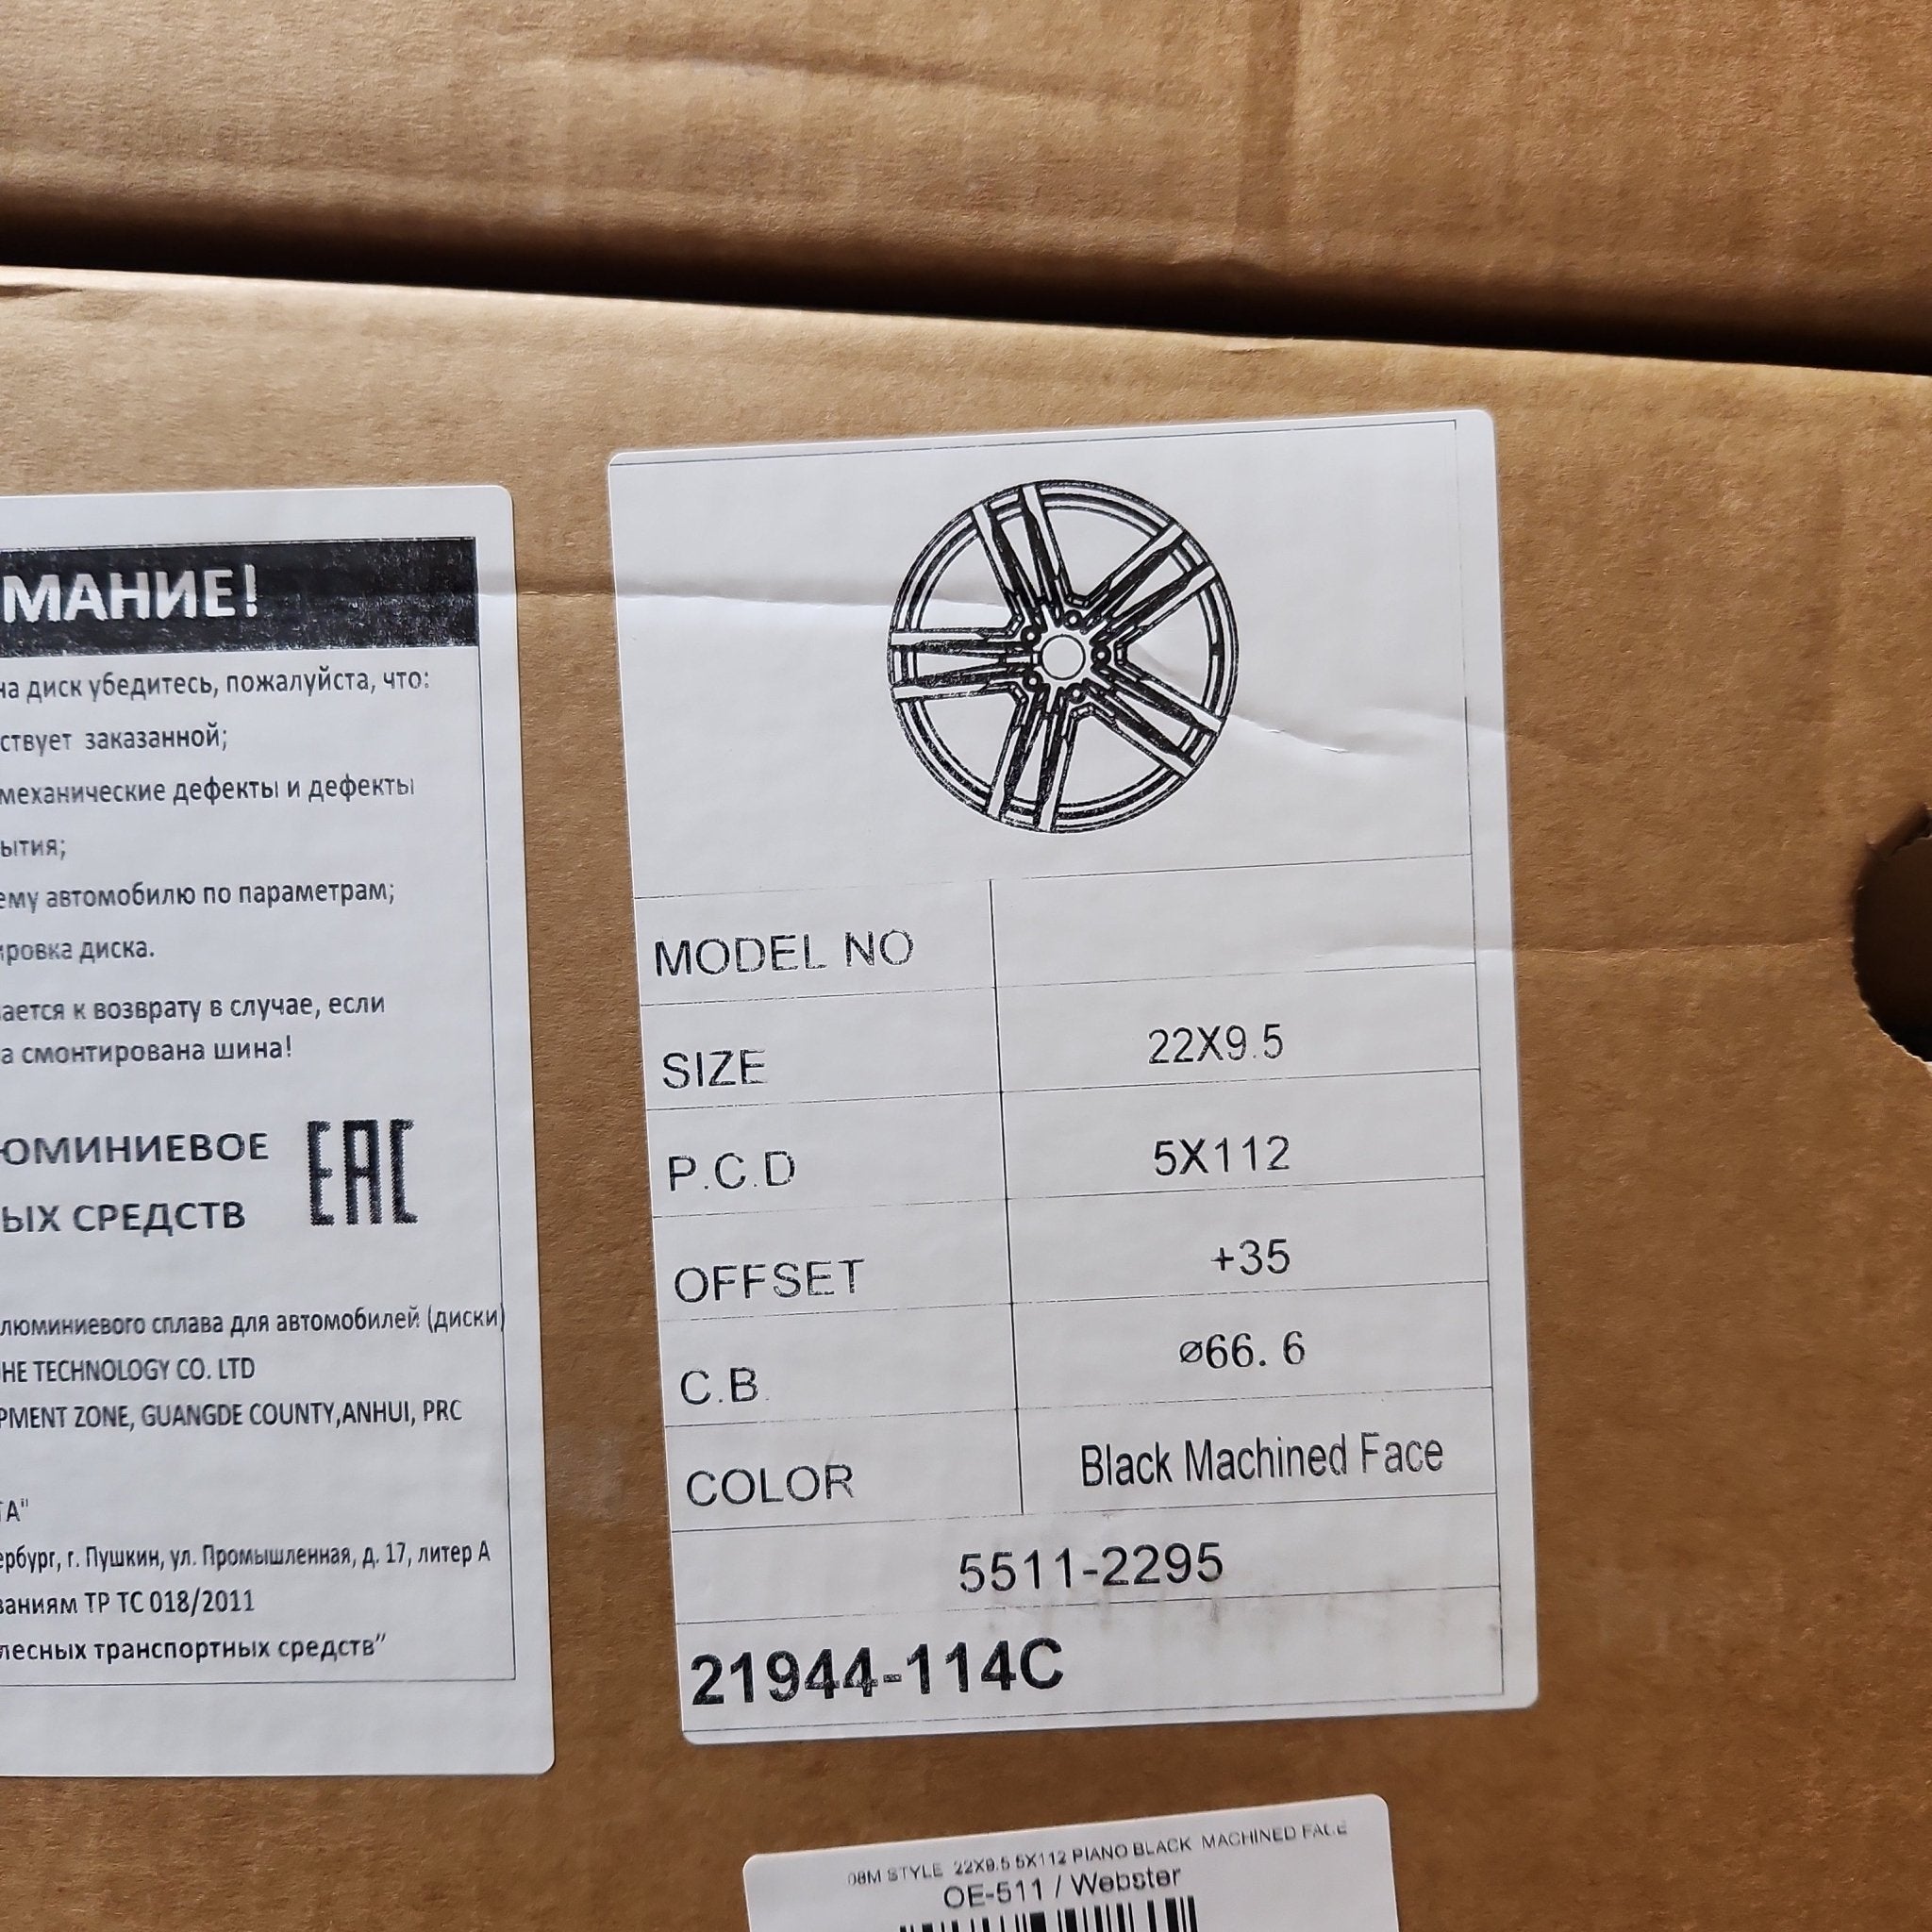 МАНИЕ!
на диск убедитесь, пожалуйста, что:
ствует заказанной;
механические дефекты и дефекты
ытия;
ему автомобилю по параметрам;
ировка диска.
ается к возврату в случае, если
а смонтирована шина!
ЮМИНИЕВОЕ
ЫХ СРЕДСТВ
EAC
люминиевого сплава для автомобилей (диски)
HE TECHNOLOGY CO. LTD
PMENT ZONE, GUANGDE COUNTY,ANHUI, PRC
ТА"
ербург, г. Пушкин, ул. Промышленная, д. 17, литер А
ваниям ТР ТС 018/2011
лесных транспортных средств”
MODEL NO
SIZE 22X9.5
P.C.D 5X112
OFFSET +35
C.B. ⌀66.6
COLOR Black Machined Face
5511-2295
21944-114C
08M STYLE 22X9.5 5X112 PIANO BLACK MACHINED FACE
OE-511 / Webster